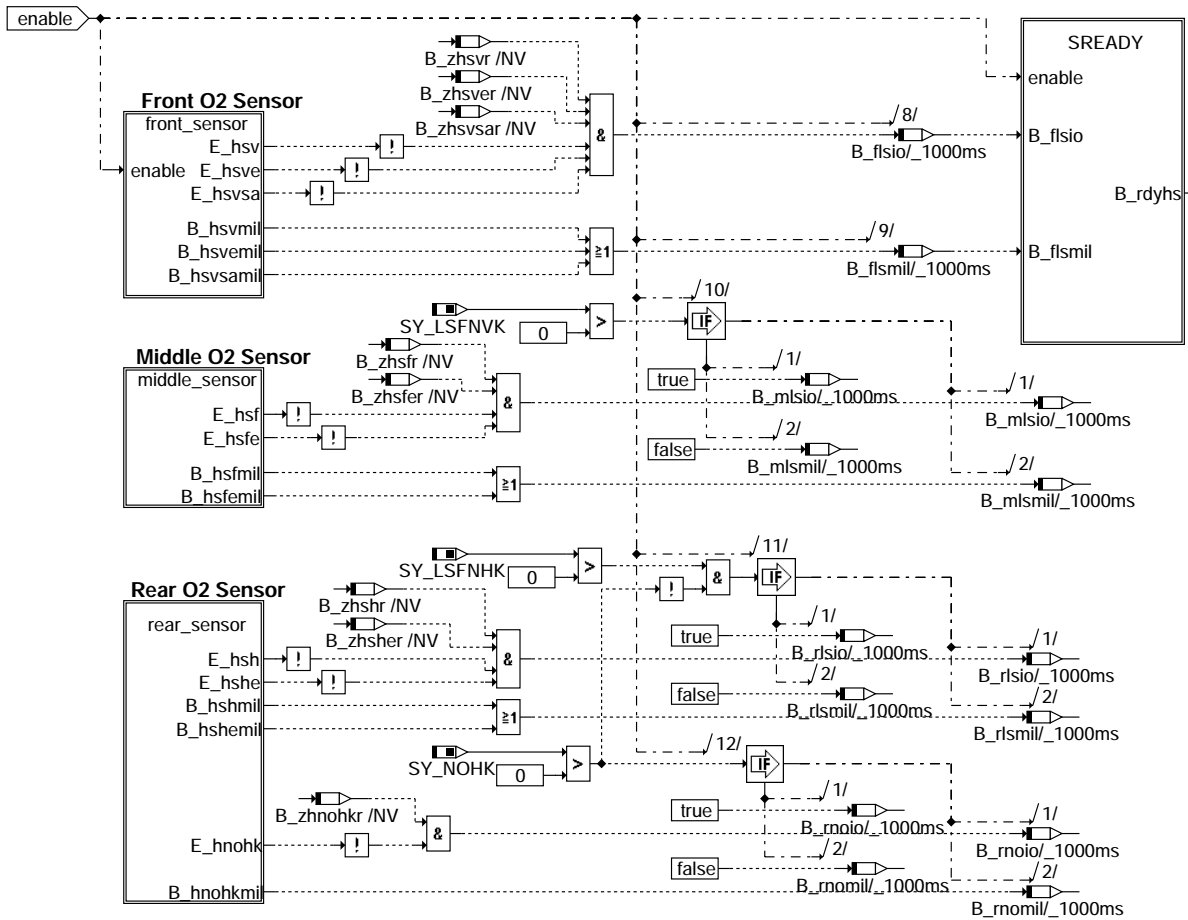 enable
SREADY
enable
B_flsio
B_rdyhs
B_flsmil
B_zhsvr /NV
B_zhsver /NV
B_zhsvsar /NV
Front O2 Sensor
front_sensor
E_hsv
enable E_hsve
E_hsvsa
B_hsvmil
B_hsvemil
B_hsvsamil
!
!
!
&
≥1
/8/
B_flsio/_1000ms
/9/
B_flsmil/_1000ms
SY_LSFNVK
0
>
/10/
IF
Middle O2 Sensor
middle_sensor
E_hsf
E_hsfe
B_hsfmil
B_hsfemil
B_zhsfr /NV
B_zhsfer /NV
!
!
&
≥1
true
/1/
B_mlsio/_1000ms
false
/2/
B_mlsmil/_1000ms
/1/
B_mlsio/_1000ms
/2/
B_mlsmil/_1000ms
SY_LSFNHK
0
>
!
&
/11/
IF
Rear O2 Sensor
rear_sensor
E_hsh
E_hshe
B_hshmil
B_hshemil
E_hnohk
B_hnohkmil
B_zhshr /NV
B_zhsher /NV
!
!
&
≥1
true
/1/
B_rlsio/_1000ms
false
/2/
B_rlsmil/_1000ms
/1/
B_rlsio/_1000ms
/2/
B_rlsmil/_1000ms
SY_NOHK
0
>
/12/
IF
B_zhnohkr /NV
!
&
true
/1/
B_rnoio/_1000ms
false
/2/
B_rnomil/_1000ms
/1/
B_rnoio/_1000ms
/2/
B_rnomil/_1000ms